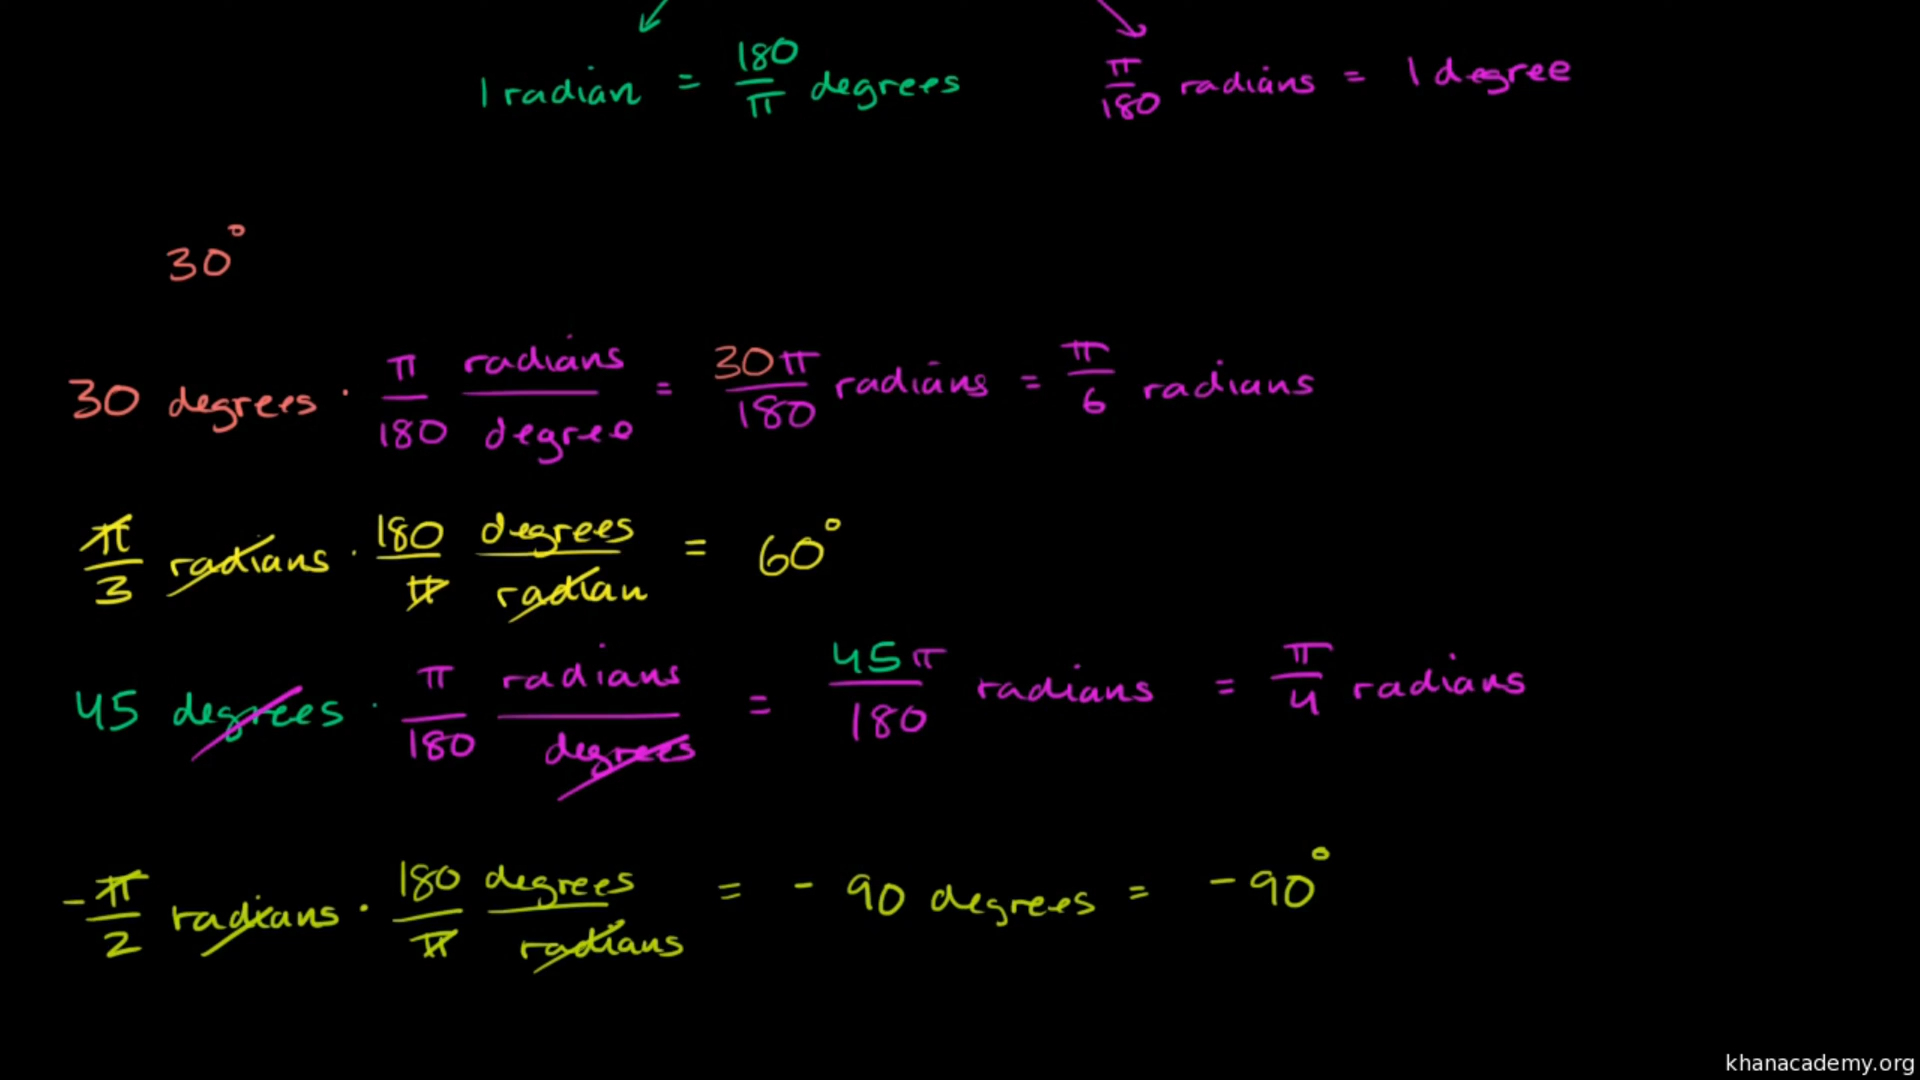 1 radian = 180/π degrees
π/180 radians = 1 degree
30°
30 degrees · π/180 radians/degree = 30π/180 radians = π/6 radians
π/3 radians · 180/π degrees/radian = 60°
45 degrees · π/180 radians/degrees = 45π/180 radians = π/4 radians
-π/2 radians · 180/π degrees/radians = -90 degrees = -90°
khanacademy.org